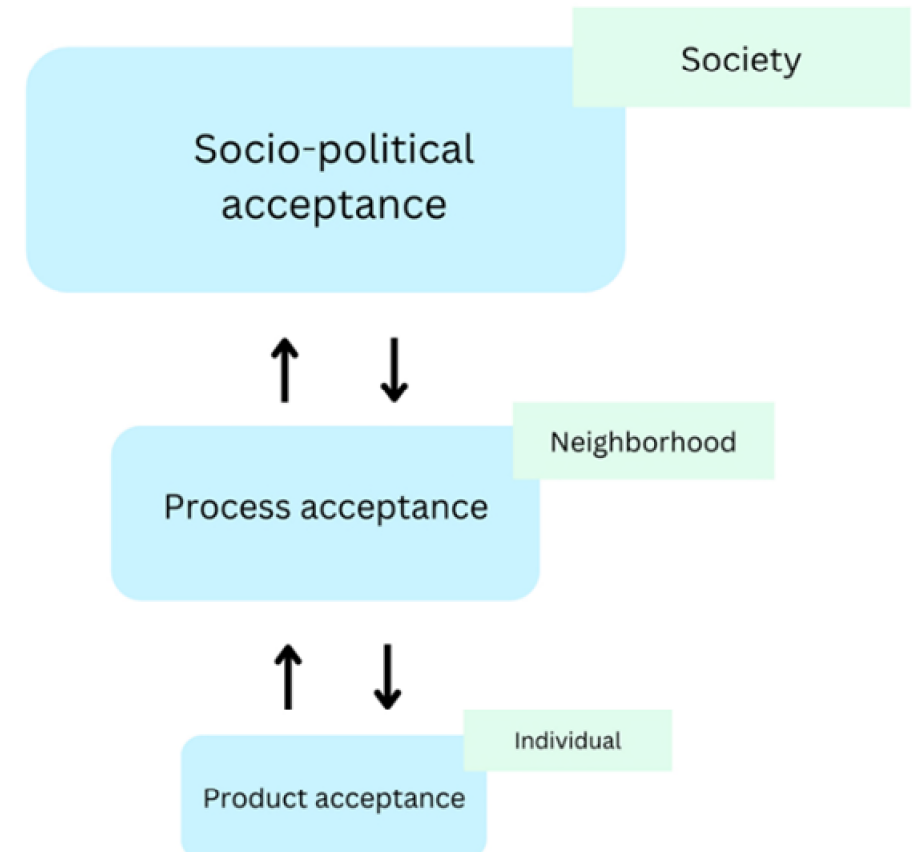 Society
Socio-political
acceptance
Neighborhood
Process acceptance
Individual
Product acceptance